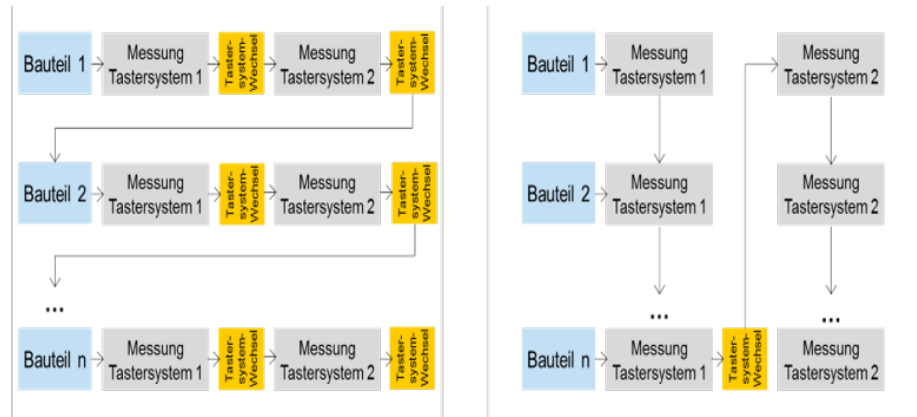 Bauteil 1
Messung
Tastersystem 1
Taster-
system-
Wechsel
Messung
Tastersystem 2
Taster-
system-
Wechsel
Bauteil 2
Messung
Tastersystem 1
Taster-
system-
Wechsel
Messung
Tastersystem 2
Taster-
system-
Wechsel
...
Bauteil n
Messung
Tastersystem 1
Taster-
system-
Wechsel
Messung
Tastersystem 2
Taster-
system-
Wechsel
Bauteil 1
Messung
Tastersystem 1
Messung
Tastersystem 2
Bauteil 2
Messung
Tastersystem 1
Messung
Tastersystem 2
...
...
Bauteil n
Messung
Tastersystem 1
Taster-
system-
Wechsel
Messung
Tastersystem 2